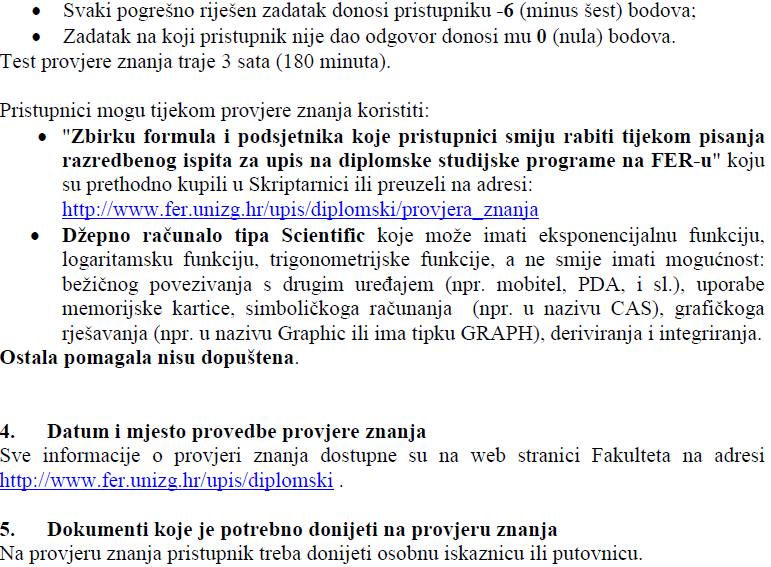 • Svaki pogrešno riješen zadatak donosi pristupniku -6 (minus šest) bodova;
• Zadatak na koji pristupnik nije dao odgovor donosi mu 0 (nula) bodova.
Test provjere znanja traje 3 sata (180 minuta).
Pristupnici mogu tijekom provjere znanja koristiti:
• "Zbirku formula i podsjetnika koje pristupnici smiju rabiti tijekom pisanja
razredbenog ispita za upis na diplomske studijske programe na FER-u" koju
su prethodno kupili u Skriptarnici ili preuzeli na adresi:
http://www.fer.unizg.hr/upis/diplomski/provjera_znanja
• Džepno računalo tipa Scientific koje može imati eksponencijalnu funkciju,
logaritamsku funkciju, trigonometrijske funkcije, a ne smije imati mogućnost:
bežičnog povezivanja s drugim uređajem (npr. mobitel, PDA, i sl.), uporabe
memorijske kartice, simboličkoga računanja (npr. u nazivu CAS), grafičkoga
rješavanja (npr. u nazivu Graphic ili ima tipku GRAPH), deriviranja i integriranja.
Ostala pomagala nisu dopuštena.
4. Datum i mjesto provedbe provjere znanja
Sve informacije o provjeri znanja dostupne su na web stranici Fakulteta na adresi
http://www.fer.unizg.hr/upis/diplomski .
5. Dokumenti koje je potrebno donijeti na provjeru znanja
Na provjeru znanja pristupnik treba donijeti osobnu iskaznicu ili putovnicu.